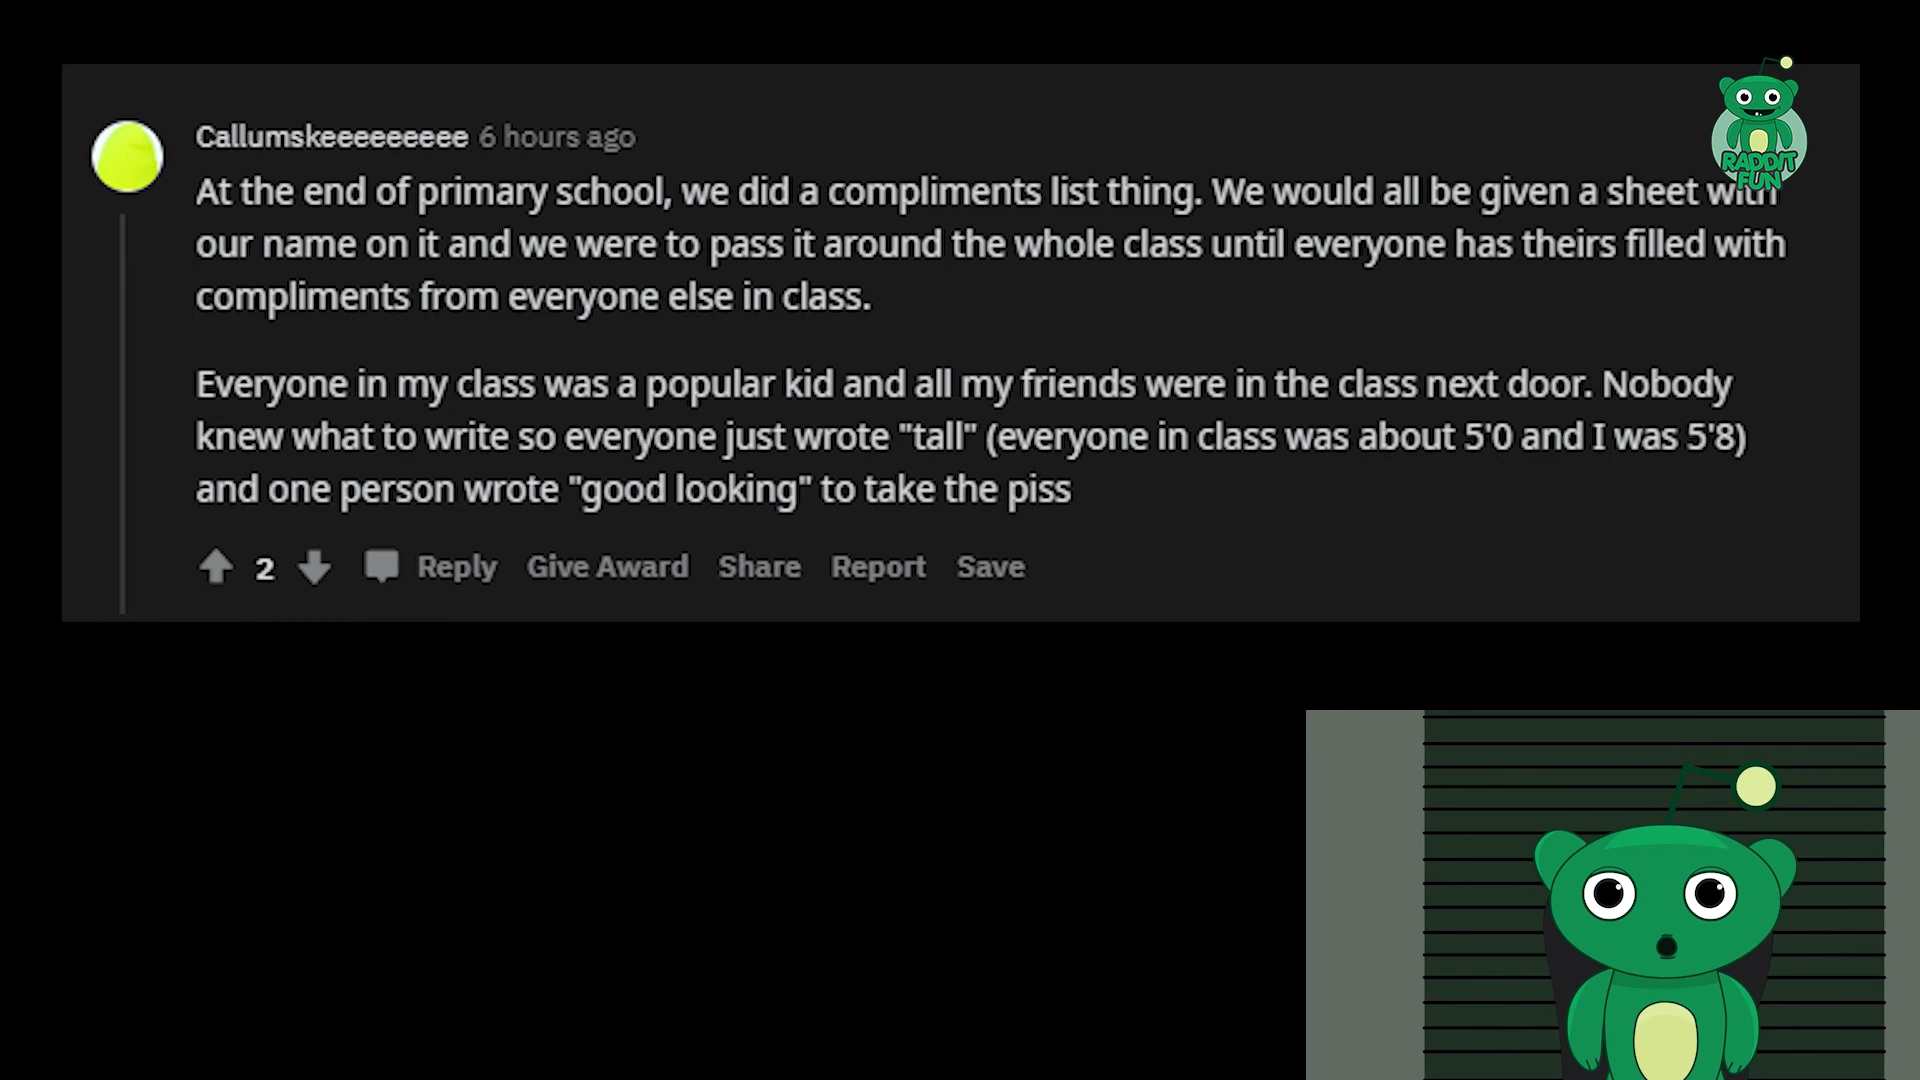 Callumskeeeeeeeee 6 hours ago
At the end of primary school, we did a compliments list thing. We would all be given a sheet with
our name on it and we were to pass it around the whole class until everyone has theirs filled with
compliments from everyone else in class.
Everyone in my class was a popular kid and all my friends were in the class next door. Nobody
knew what to write so everyone just wrote "tall" (everyone in class was about 5'0 and I was 5'8)
and one person wrote "good looking" to take the piss
2 Reply Give Award Share Report Save
RADDIT
FUN